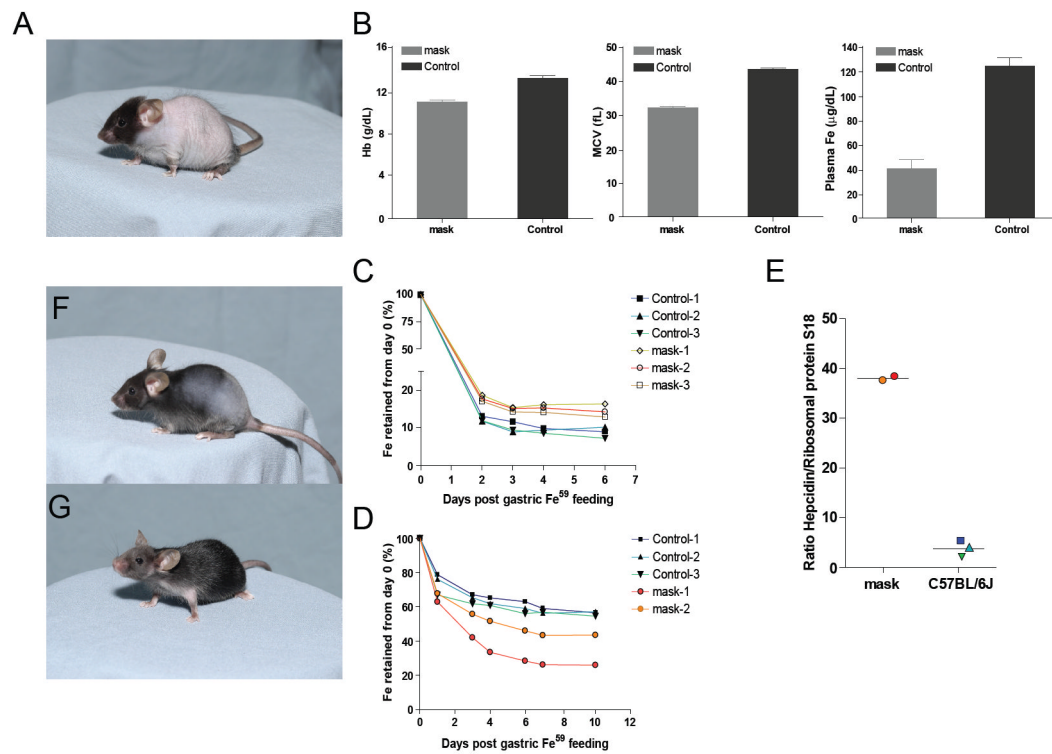 A
B
mask
Control
Hb (g/dL)
16
12
8
4
0
mask
Control
mask
Control
MCV (fL)
50
40
30
20
10
0
mask
Control
mask
Control
Plasma Fe (µg/dL)
140
120
100
80
60
40
20
0
mask
Control
C
Fe retained from day 0 (%)
100
75
50
20
10
0
0 1 2 3 4 5 6 7
Days post gastric Fe⁵⁹ feeding
Control-1
Control-2
Control-3
mask-1
mask-2
mask-3
E
Ratio Hepcidin/Ribosomal protein S18
50
40
30
20
10
0
mask
C57BL/6J
F
G
D
Fe retained from day 0 (%)
100
80
60
40
20
0
0 2 4 6 8 10 12
Days post gastric Fe⁵⁹ feeding
Control-1
Control-2
Control-3
mask-1
mask-2